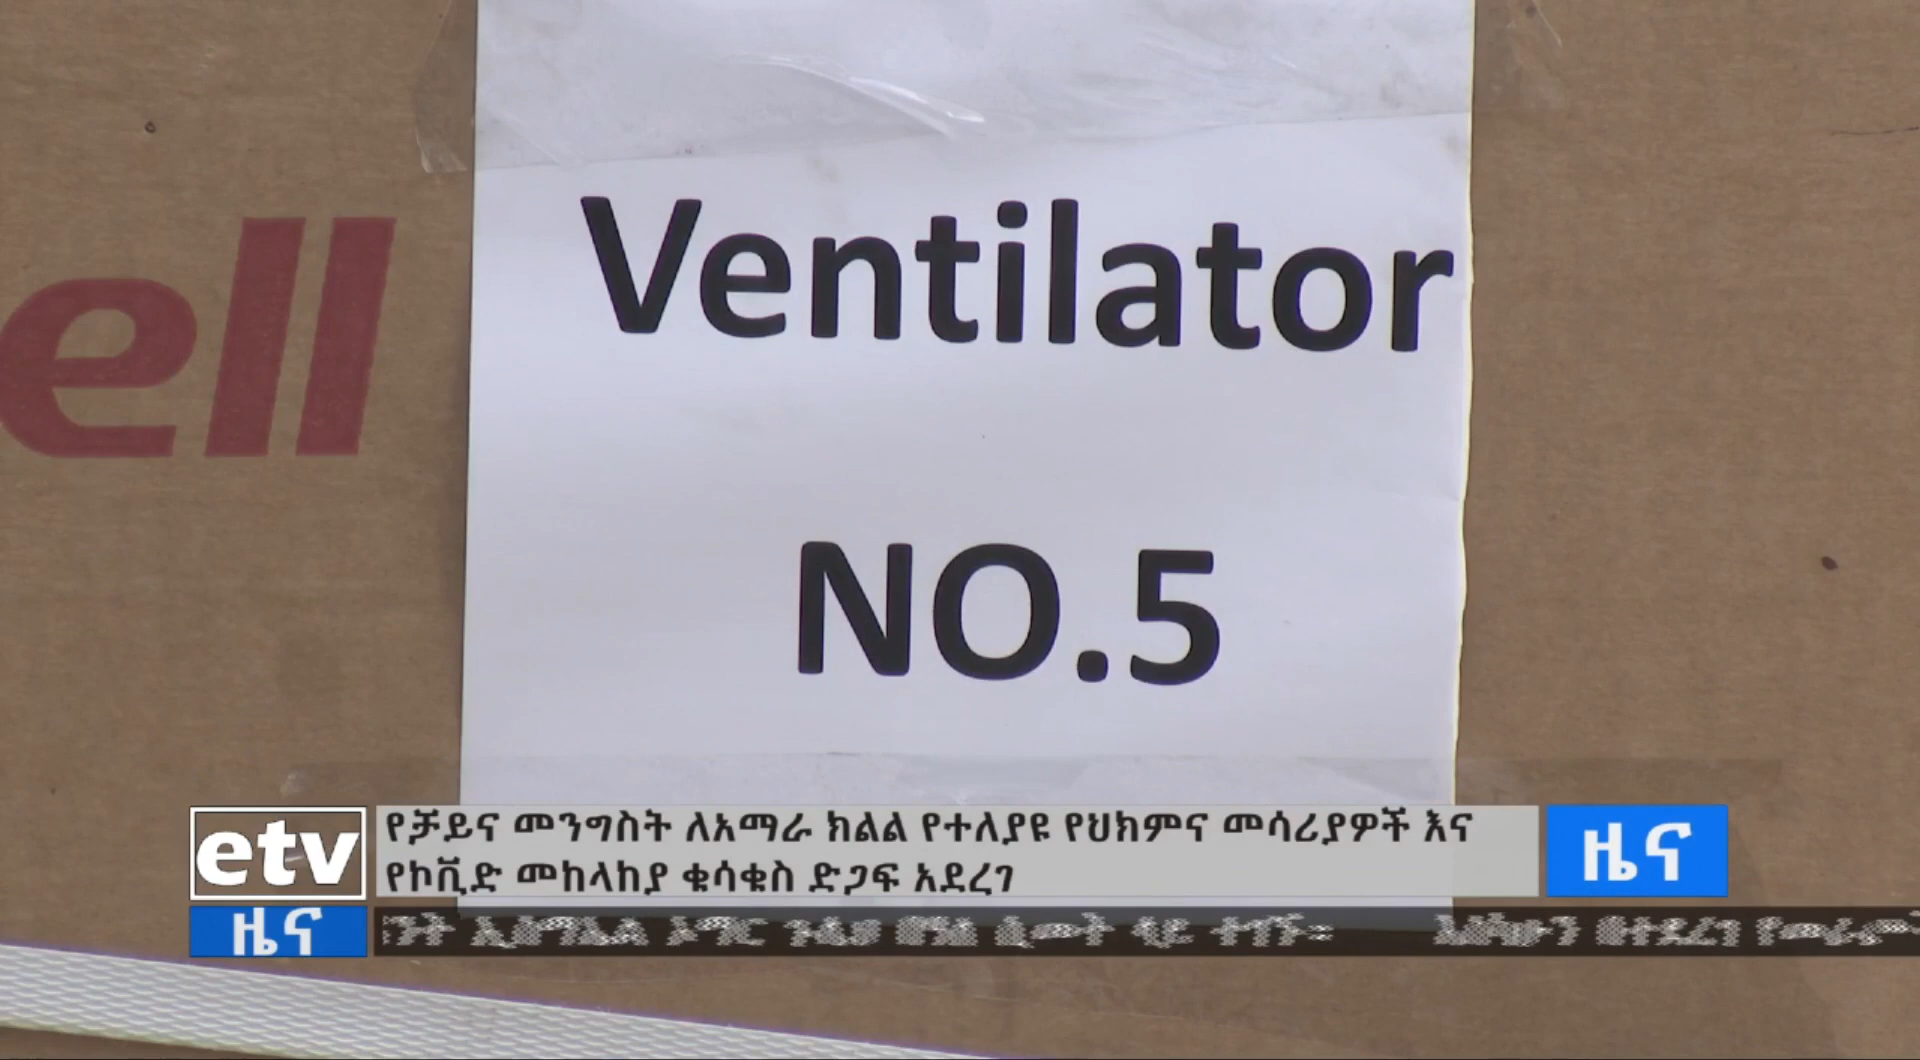 ell
Ventilator
NO.5
etv
የቻይና መንግስት ለአማራ ክልል የተለያዩ የህክምና መሳሪያዎች እና
የኮቪድ መከላከያ ቁሳቁስ ድጋፍ አደረገ
ዜና
ዜና